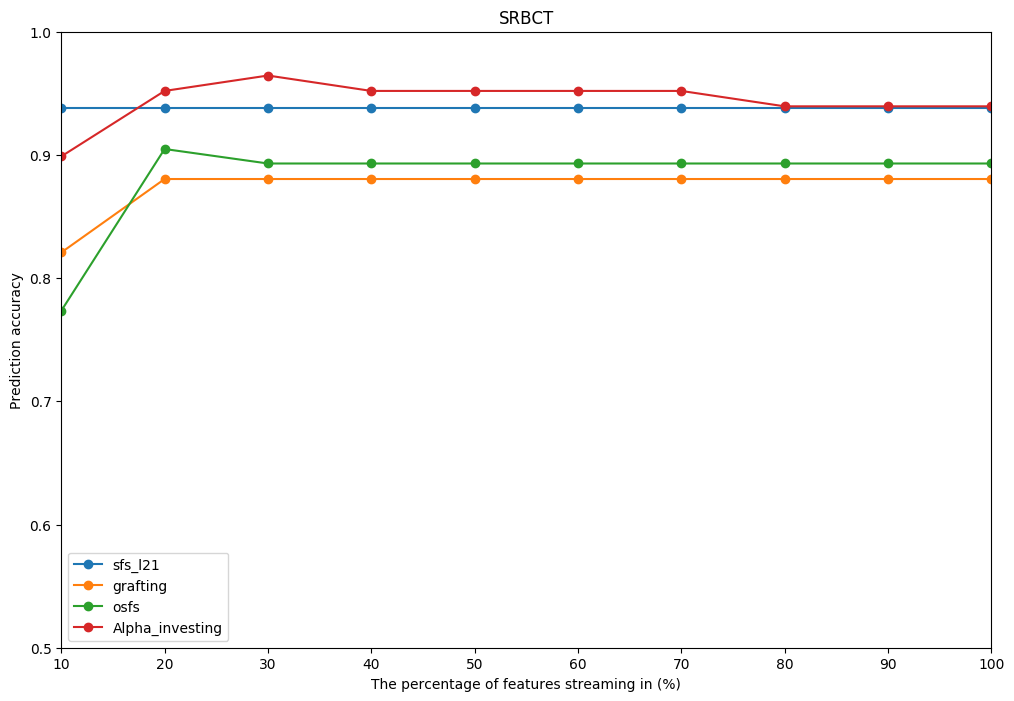 SRBCT
1.0
0.9
0.8
0.7
0.6
0.5
Prediction accuracy
sfs_l21
grafting
osfs
Alpha_investing
10 20 30 40 50 60 70 80 90 100
The percentage of features streaming in (%)